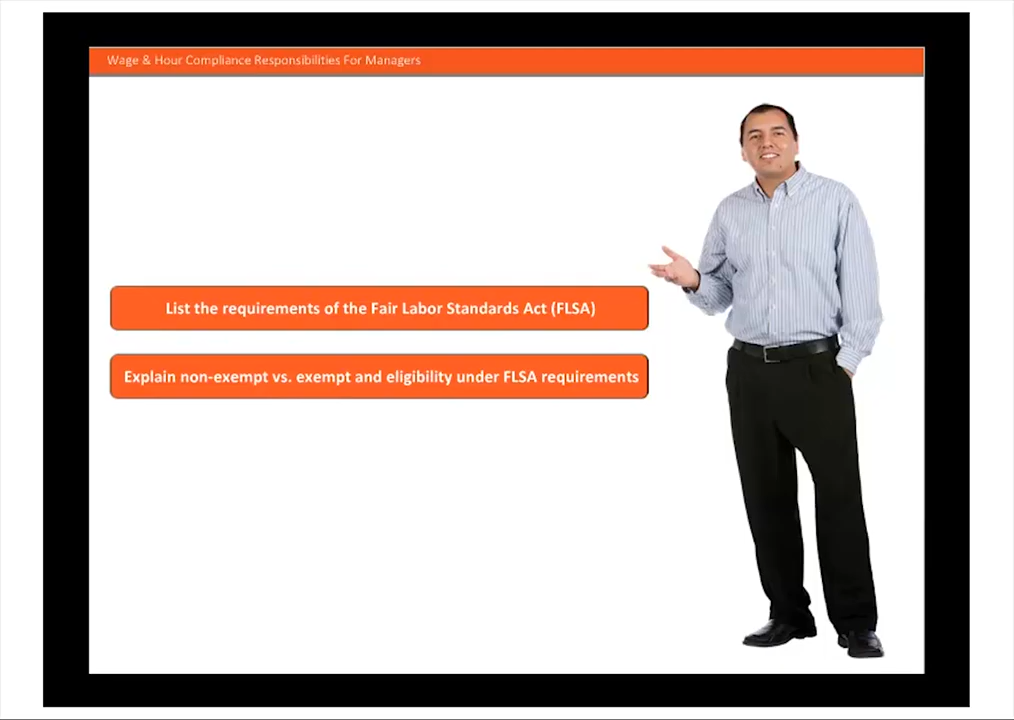 Wage & Hour Compliance Responsibilities For Managers
List the requirements of the Fair Labor Standards Act (FLSA)
Explain non-exempt vs. exempt and eligibility under FLSA requirements